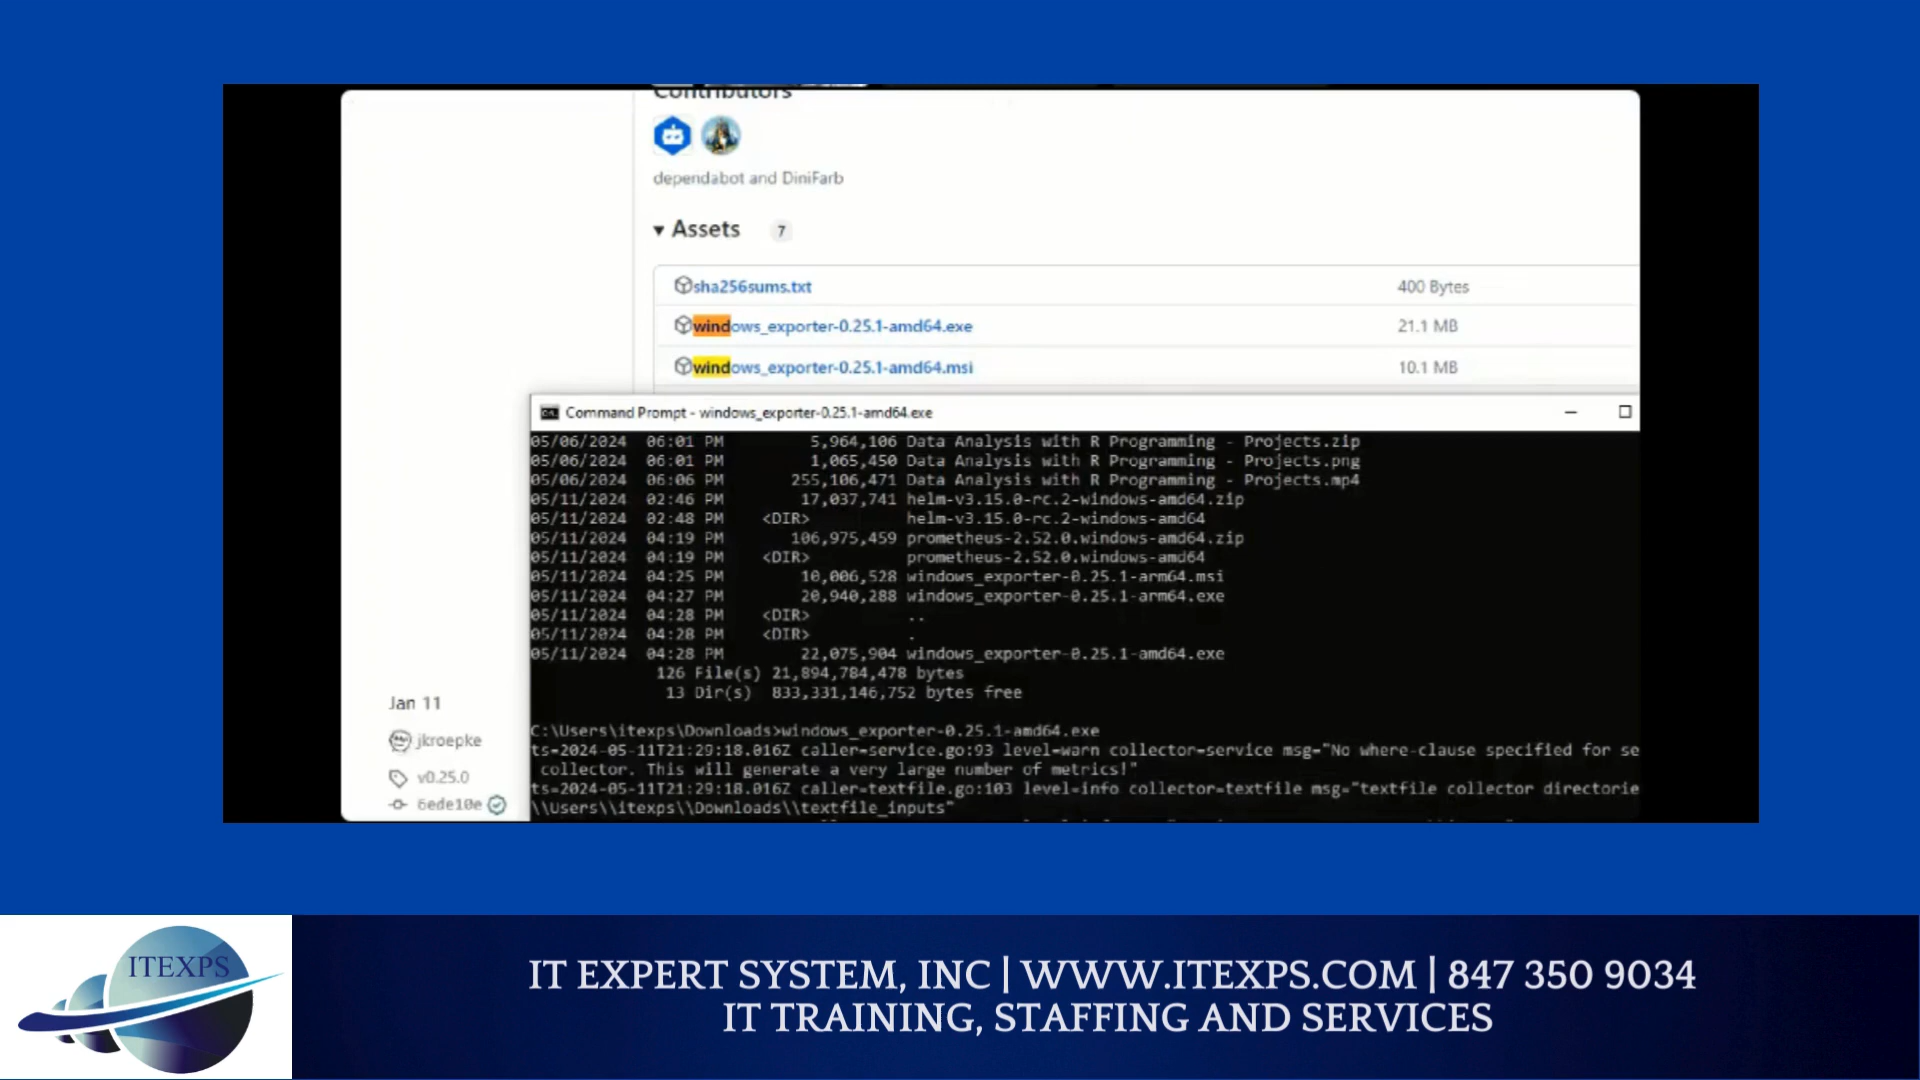 Contributors
dependabot and DiniFarb
Assets 7
sha256sums.txt 400 Bytes
windows_exporter-0.25.1-amd64.exe 21.1 MB
windows_exporter-0.25.1-amd64.msi 10.1 MB
Command Prompt - windows_exporter-0.25.1-amd64.exe
05/06/2024 06:01 PM 5,964,106 Data Analysis with R Programming - Projects.zip
05/06/2024 06:01 PM 1,065,450 Data Analysis with R Programming - Projects.png
05/06/2024 06:06 PM 255,106,471 Data Analysis with R Programming - Projects.mp4
05/11/2024 02:46 PM 17,037,741 helm-v3.15.0-rc.2-windows-amd64.zip
05/11/2024 02:48 PM <DIR> helm-v3.15.0-rc.2-windows-amd64
05/11/2024 04:19 PM 106,975,459 prometheus-2.52.0.windows-amd64.zip
05/11/2024 04:19 PM <DIR> prometheus-2.52.0.windows-amd64
05/11/2024 04:25 PM 10,006,528 windows_exporter-0.25.1-arm64.msi
05/11/2024 04:27 PM 20,940,288 windows_exporter-0.25.1-arm64.exe
05/11/2024 04:28 PM <DIR> ..
05/11/2024 04:28 PM <DIR> .
05/11/2024 04:28 PM 22,075,904 windows_exporter-0.25.1-amd64.exe
126 File(s) 21,894,784,478 bytes
13 Dir(s) 833,331,146,752 bytes free
C:\Users\itexps\Downloads>windows_exporter-0.25.1-amd64.exe
ts=2024-05-11T21:29:18.016Z caller=service.go:93 level=warn collector=service msg="No where-clause specified for se
collector. This will generate a very large number of metrics!"
ts=2024-05-11T21:29:18.016Z caller=textfile.go:103 level=info collector=textfile msg="textfile collector directorie
\\Users\\itexps\\Downloads\\textfile_inputs"
Jan 11
jkroepke
v0.25.0
6ede10e
ITEXPS
IT EXPERT SYSTEM, INC | WWW.ITEXPS.COM | 847 350 9034
IT TRAINING, STAFFING AND SERVICES